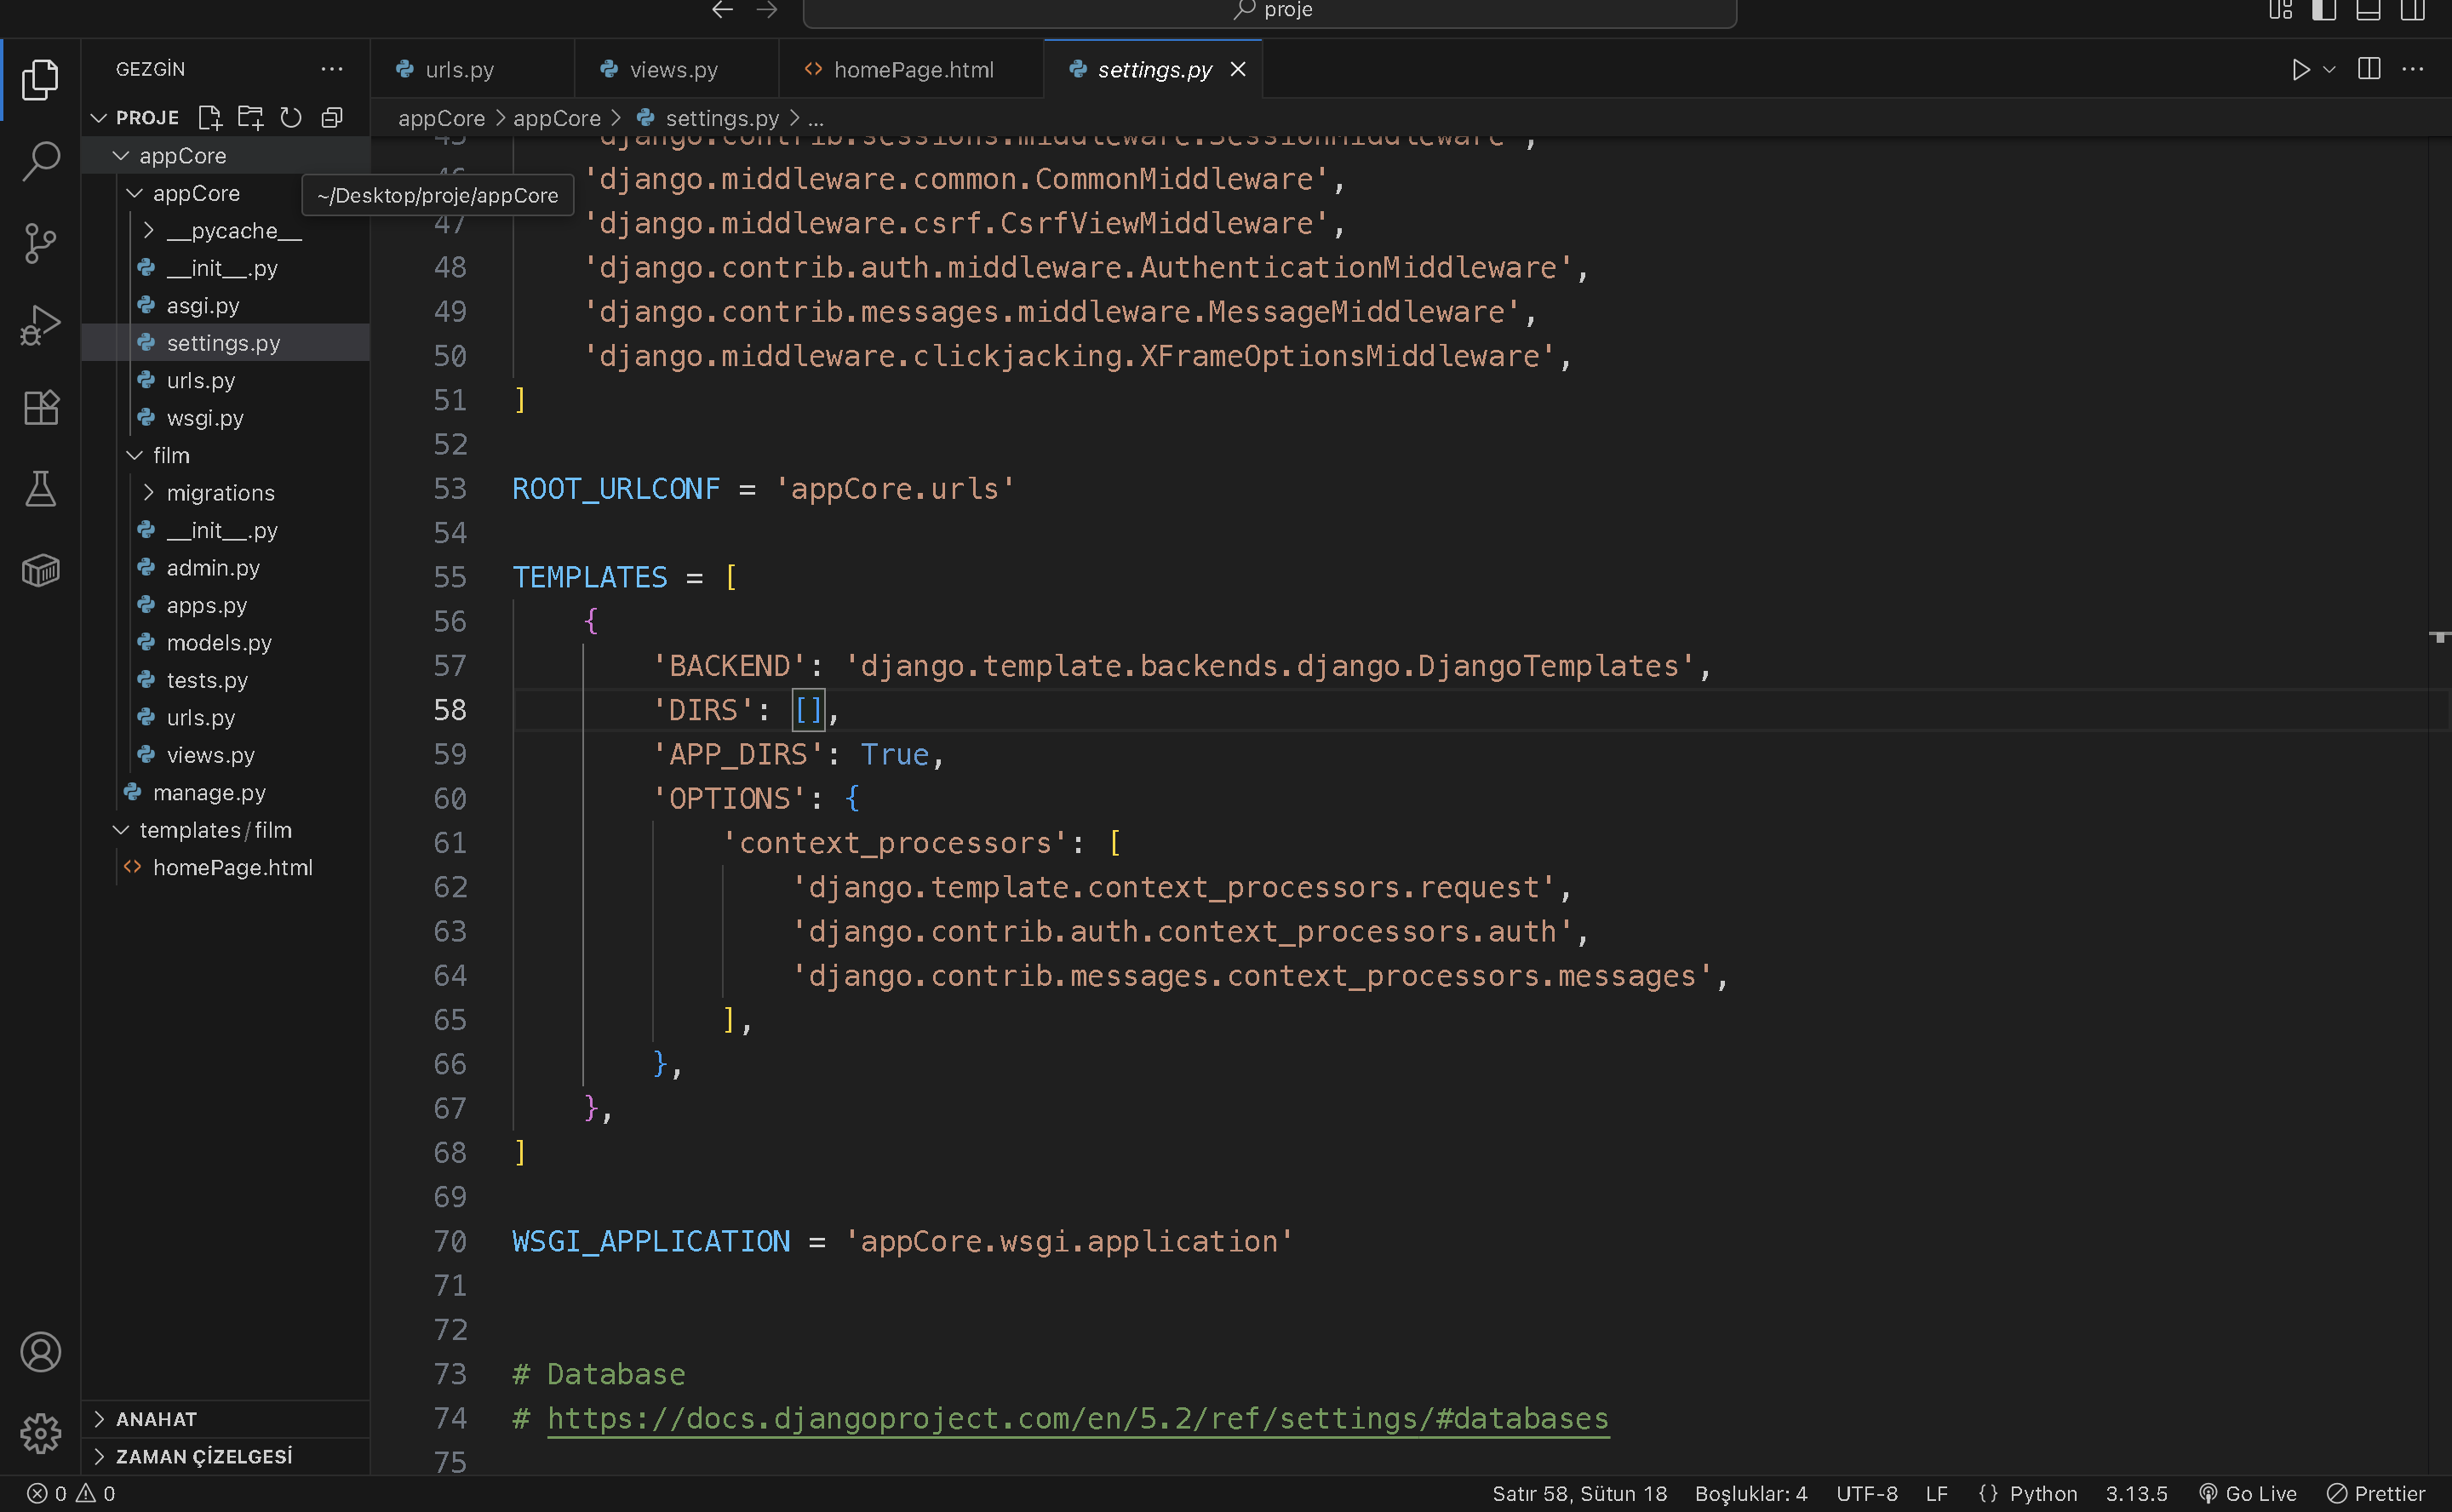 proje
GEZGİN
PROJE
appCore
appCore
__pycache__
__init__.py
asgi.py
settings.py
urls.py
wsgi.py
film
migrations
__init__.py
admin.py
apps.py
models.py
tests.py
urls.py
views.py
manage.py
templates/film
homePage.html
ANAHAT
ZAMAN ÇİZELGESİ
~/Desktop/proje/appCore
urls.py views.py homePage.html settings.py
appCore > appCore > settings.py > ...
45 'django.contrib.sessions.middleware.SessionMiddleware',
46 'django.middleware.common.CommonMiddleware',
47 'django.middleware.csrf.CsrfViewMiddleware',
48 'django.contrib.auth.middleware.AuthenticationMiddleware',
49 'django.contrib.messages.middleware.MessageMiddleware',
50 'django.middleware.clickjacking.XFrameOptionsMiddleware',
51 ]
52
53 ROOT_URLCONF = 'appCore.urls'
54
55 TEMPLATES = [
56 {
57 'BACKEND': 'django.template.backends.django.DjangoTemplates',
58 'DIRS': [],
59 'APP_DIRS': True,
60 'OPTIONS': {
61 'context_processors': [
62 'django.template.context_processors.request',
63 'django.contrib.auth.context_processors.auth',
64 'django.contrib.messages.context_processors.messages',
65 ],
66 },
67 },
68 ]
69
70 WSGI_APPLICATION = 'appCore.wsgi.application'
71
72
73 # Database
74 # https://docs.djangoproject.com/en/5.2/ref/settings/#databases
75
0 0 Satır 58, Sütun 18 Boşluklar: 4 UTF-8 LF {} Python 3.13.5 Go Live Prettier